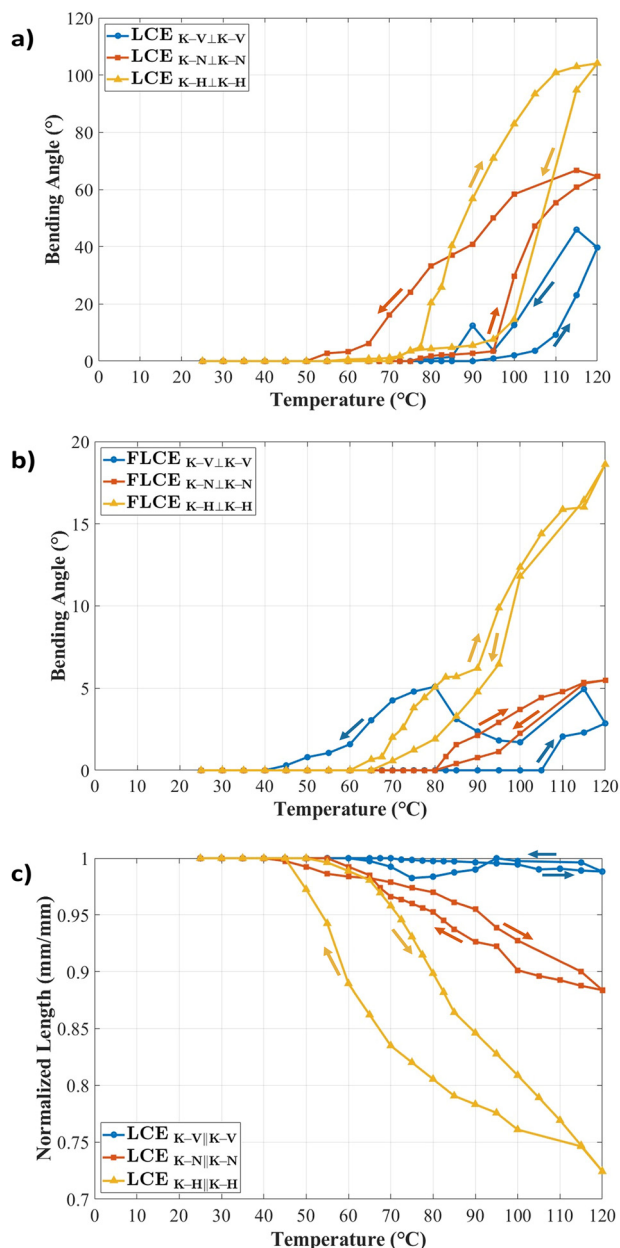 a)
LCE K–V⊥K–V
LCE K–N⊥K–N
LCE K–H⊥K–H
120
100
80
60
40
20
0
Bending Angle (°)
0 10 20 30 40 50 60 70 80 90 100 110 120
Temperature (°C)
b)
FLCE K–V⊥K–V
FLCE K–N⊥K–N
FLCE K–H⊥K–H
20
15
10
5
0
Bending Angle (°)
0 10 20 30 40 50 60 70 80 90 100 110 120
Temperature (°C)
c)
1
0.95
0.9
0.85
0.8
0.75
0.7
Normalized Length (mm/mm)
LCE K–V∥K–V
LCE K–N∥K–N
LCE K–H∥K–H
0 10 20 30 40 50 60 70 80 90 100 110 120
Temperature (°C)